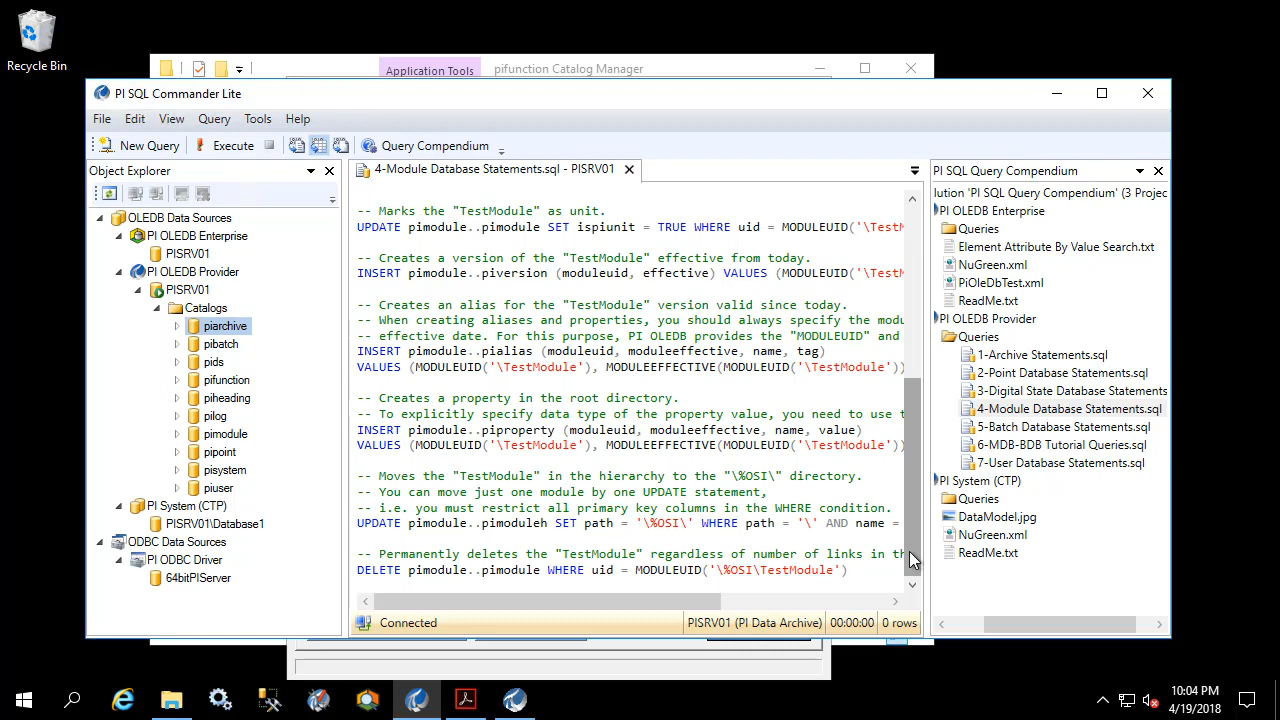 Recycle Bin
Application Tools
pifunction Catalog Manager
PI SQL Commander Lite
File Edit View Query Tools Help
New Query Execute Query Compendium
Object Explorer
OLEDB Data Sources
PI OLEDB Enterprise
PISRV01
PI OLEDB Provider
PISRV01
Catalogs
piarchive
pibatch
pids
pifunction
piheading
pilog
pimodule
pipoint
pisystem
piuser
PI System (CTP)
PISRV01\Database1
ODBC Data Sources
PI ODBC Driver
64bitPIServer
4-Module Database Statements.sql - PISRV01
-- Marks the "TestModule" as unit.
UPDATE pimodule..pimodule SET ispiunit = TRUE WHERE uid = MODULEUID('\TestM
-- Creates a version of the "TestModule" effective from today.
INSERT pimodule..piversion (moduleuid, effective) VALUES (MODULEUID('\TestM
-- Creates an alias for the "TestModule" version valid since today.
-- When creating aliases and properties, you should always specify the modu
-- effective date. For this purpose, PI OLEDB provides the "MODULEUID" and
INSERT pimodule..pialias (moduleuid, moduleeffective, name, tag)
VALUES (MODULEUID('\TestModule'), MODULEEFFECTIVE(MODULEUID('\TestModule'))
-- Creates a property in the root directory.
-- To explicitly specify data type of the property value, you need to use t
INSERT pimodule..piproperty (moduleuid, moduleeffective, name, value)
VALUES (MODULEUID('\TestModule'), MODULEEFFECTIVE(MODULEUID('\TestModule'))
-- Moves the "TestModule" in the hierarchy to the "\%OSI\" directory.
-- You can move just one module by one UPDATE statement,
-- i.e. you must restrict all primary key columns in the WHERE condition.
UPDATE pimodule..pimoduleh SET path = '\%OSI\' WHERE path = '\' AND name =
-- Permanently deletes the "TestModule" regardless of number of links in th
DELETE pimodule..pimodule WHERE uid = MODULEUID('\%OSI\TestModule')
Connected PISRV01 (PI Data Archive) 00:00:00 0 rows
PI SQL Query Compendium
lution 'PI SQL Query Compendium' (3 Projec
PI OLEDB Enterprise
Queries
Element Attribute By Value Search.txt
NuGreen.xml
PiOleDbTest.xml
ReadMe.txt
PI OLEDB Provider
Queries
1-Archive Statements.sql
2-Point Database Statements.sql
3-Digital State Database Statements
4-Module Database Statements.sql
5-Batch Database Statements.sql
6-MDB-BDB Tutorial Queries.sql
7-User Database Statements.sql
PI System (CTP)
Queries
DataModel.jpg
NuGreen.xml
ReadMe.txt
10:04 PM
4/19/2018